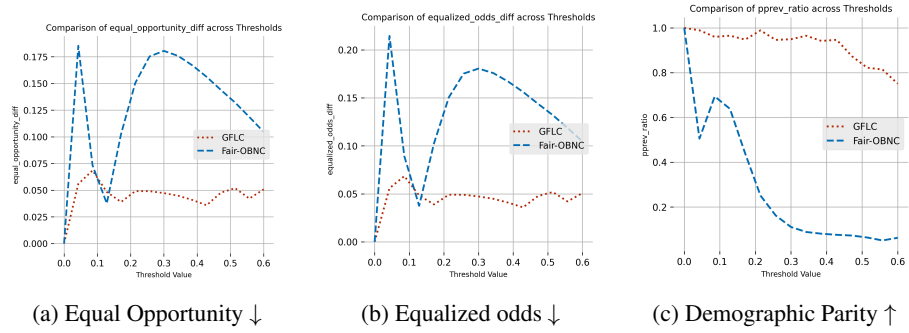 Comparison of equal_opportunity_diff across Thresholds
equal_opportunity_diff
0.175
0.150
0.125
0.100
0.075
0.050
0.025
0.000
GFLC
Fair-OBNC
0.0 0.1 0.2 0.3 0.4 0.5 0.6
Threshold Value
(a) Equal Opportunity ↓
Comparison of equalized_odds_diff across Thresholds
equalized_odds_diff
0.20
0.15
0.10
0.05
0.00
GFLC
Fair-OBNC
0.0 0.1 0.2 0.3 0.4 0.5 0.6
Threshold Value
(b) Equalized odds ↓
Comparison of pprev_ratio across Thresholds
pprev_ratio
1.0
0.8
0.6
0.4
0.2
GFLC
Fair-OBNC
0.0 0.1 0.2 0.3 0.4 0.5 0.6
Threshold Value
(c) Demographic Parity ↑